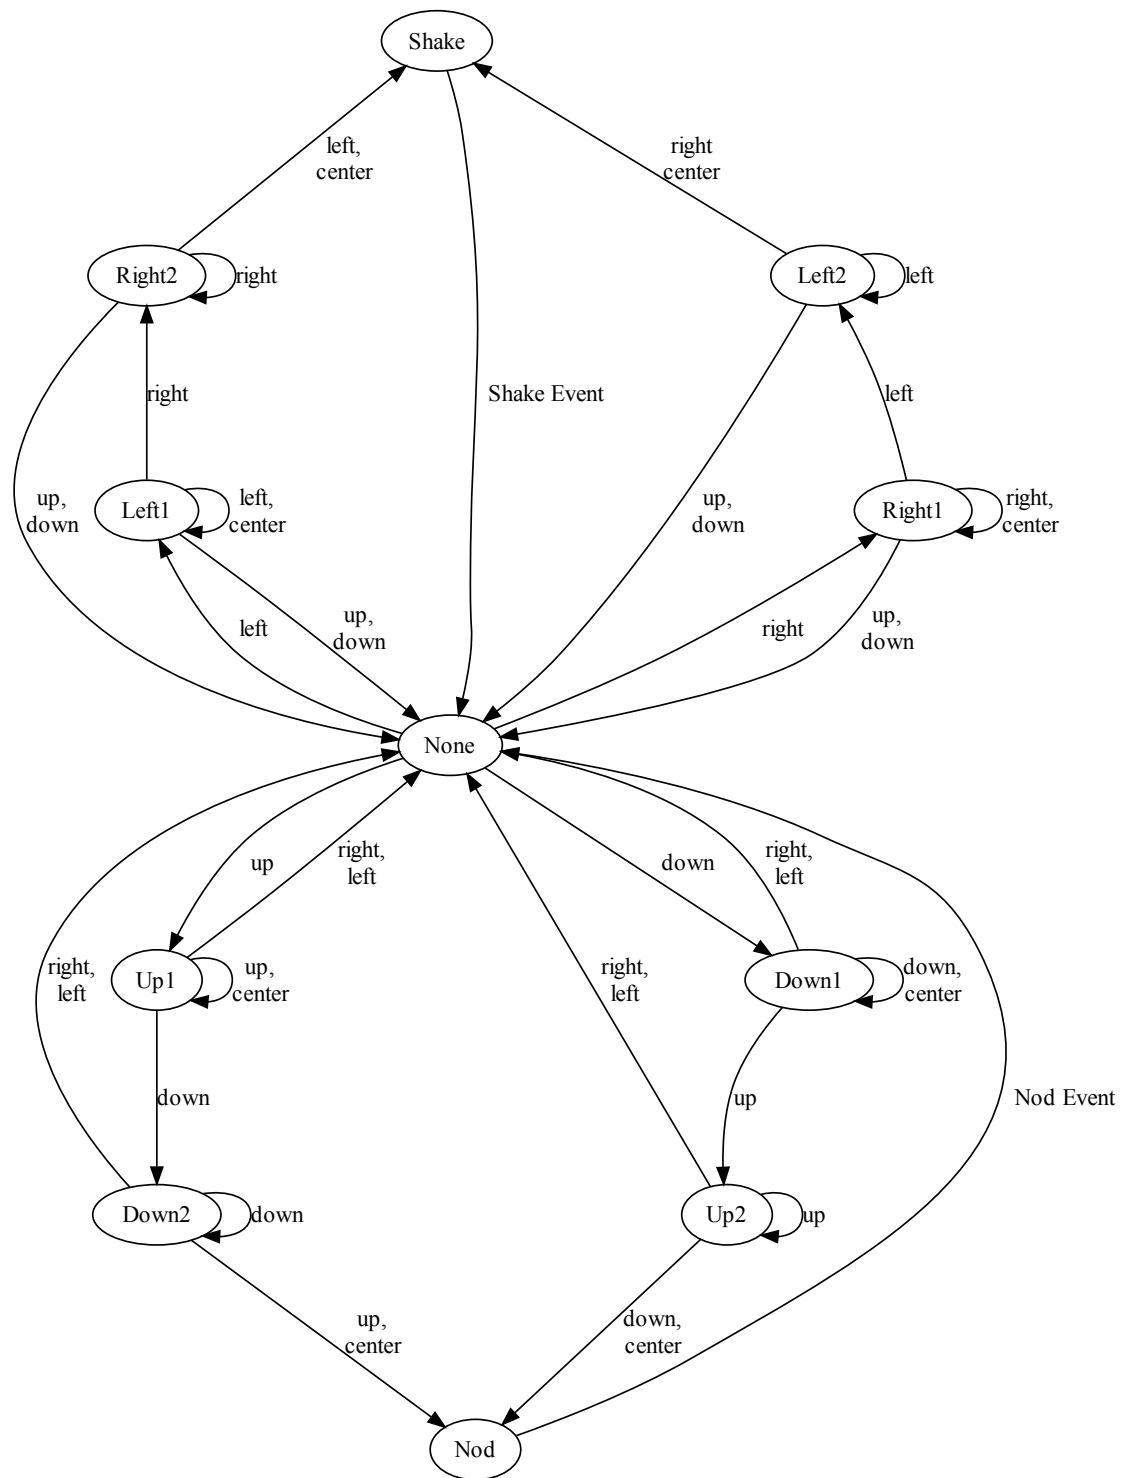 Shake
left,
center
right
center
Right2
right
Left2
left
right
Shake Event
left
up,
down
Left1
left,
center
up,
down
Right1
right,
center
left
up,
down
right
up,
down
None
up
right,
left
down
right,
left
right,
left
Up1
up,
center
right,
left
Down1
down,
center
down
up
Nod Event
Down2
down
Up2
up
up,
center
down,
center
Nod